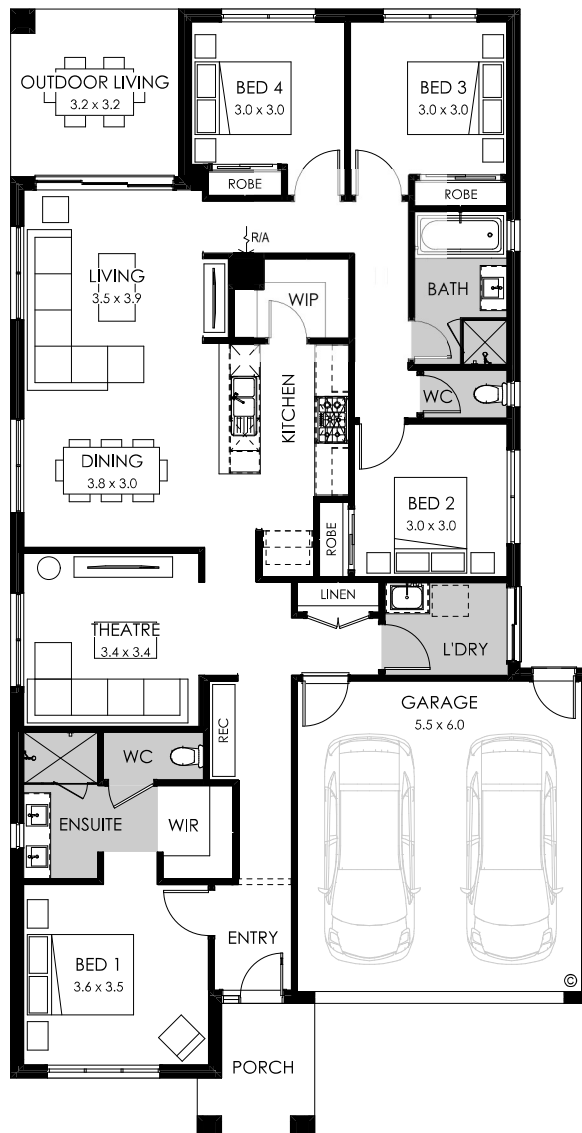 OUTDOOR LIVING
3.2 x 3.2
BED 4
3.0 x 3.0
BED 3
3.0 x 3.0
ROBE
ROBE
R/A
LIVING
3.5 x 3.9
WIP
BATH
KITCHEN
WC
DINING
3.8 x 3.0
BED 2
3.0 x 3.0
ROBE
LINEN
THEATRE
3.4 x 3.4
L'DRY
GARAGE
5.5 x 6.0
REC
WC
ENSUITE
WIR
ENTRY
BED 1
3.6 x 3.5
©
PORCH